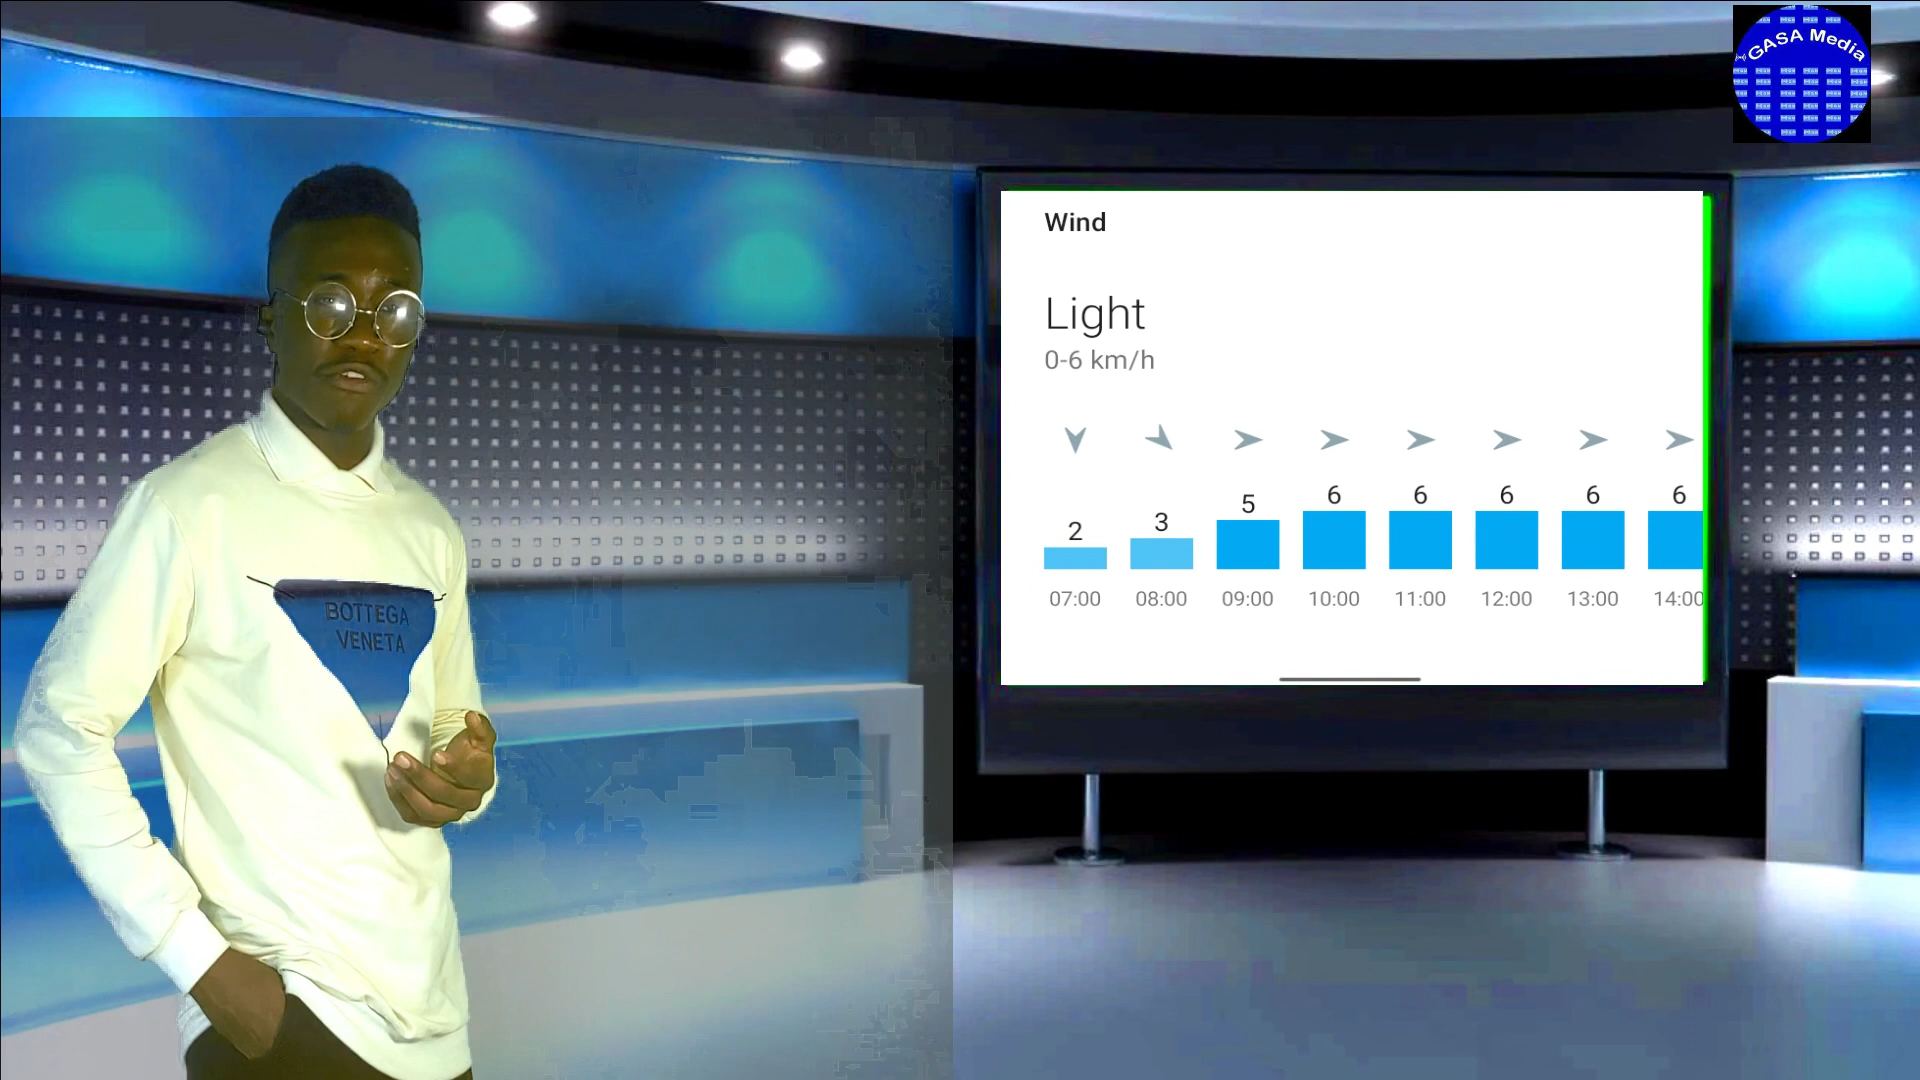 GASA Media
Wind
Light
0-6 km/h
2 3 5 6 6 6 6 6
07:00 08:00 09:00 10:00 11:00 12:00 13:00 14:00
BOTTEGA
VENETA